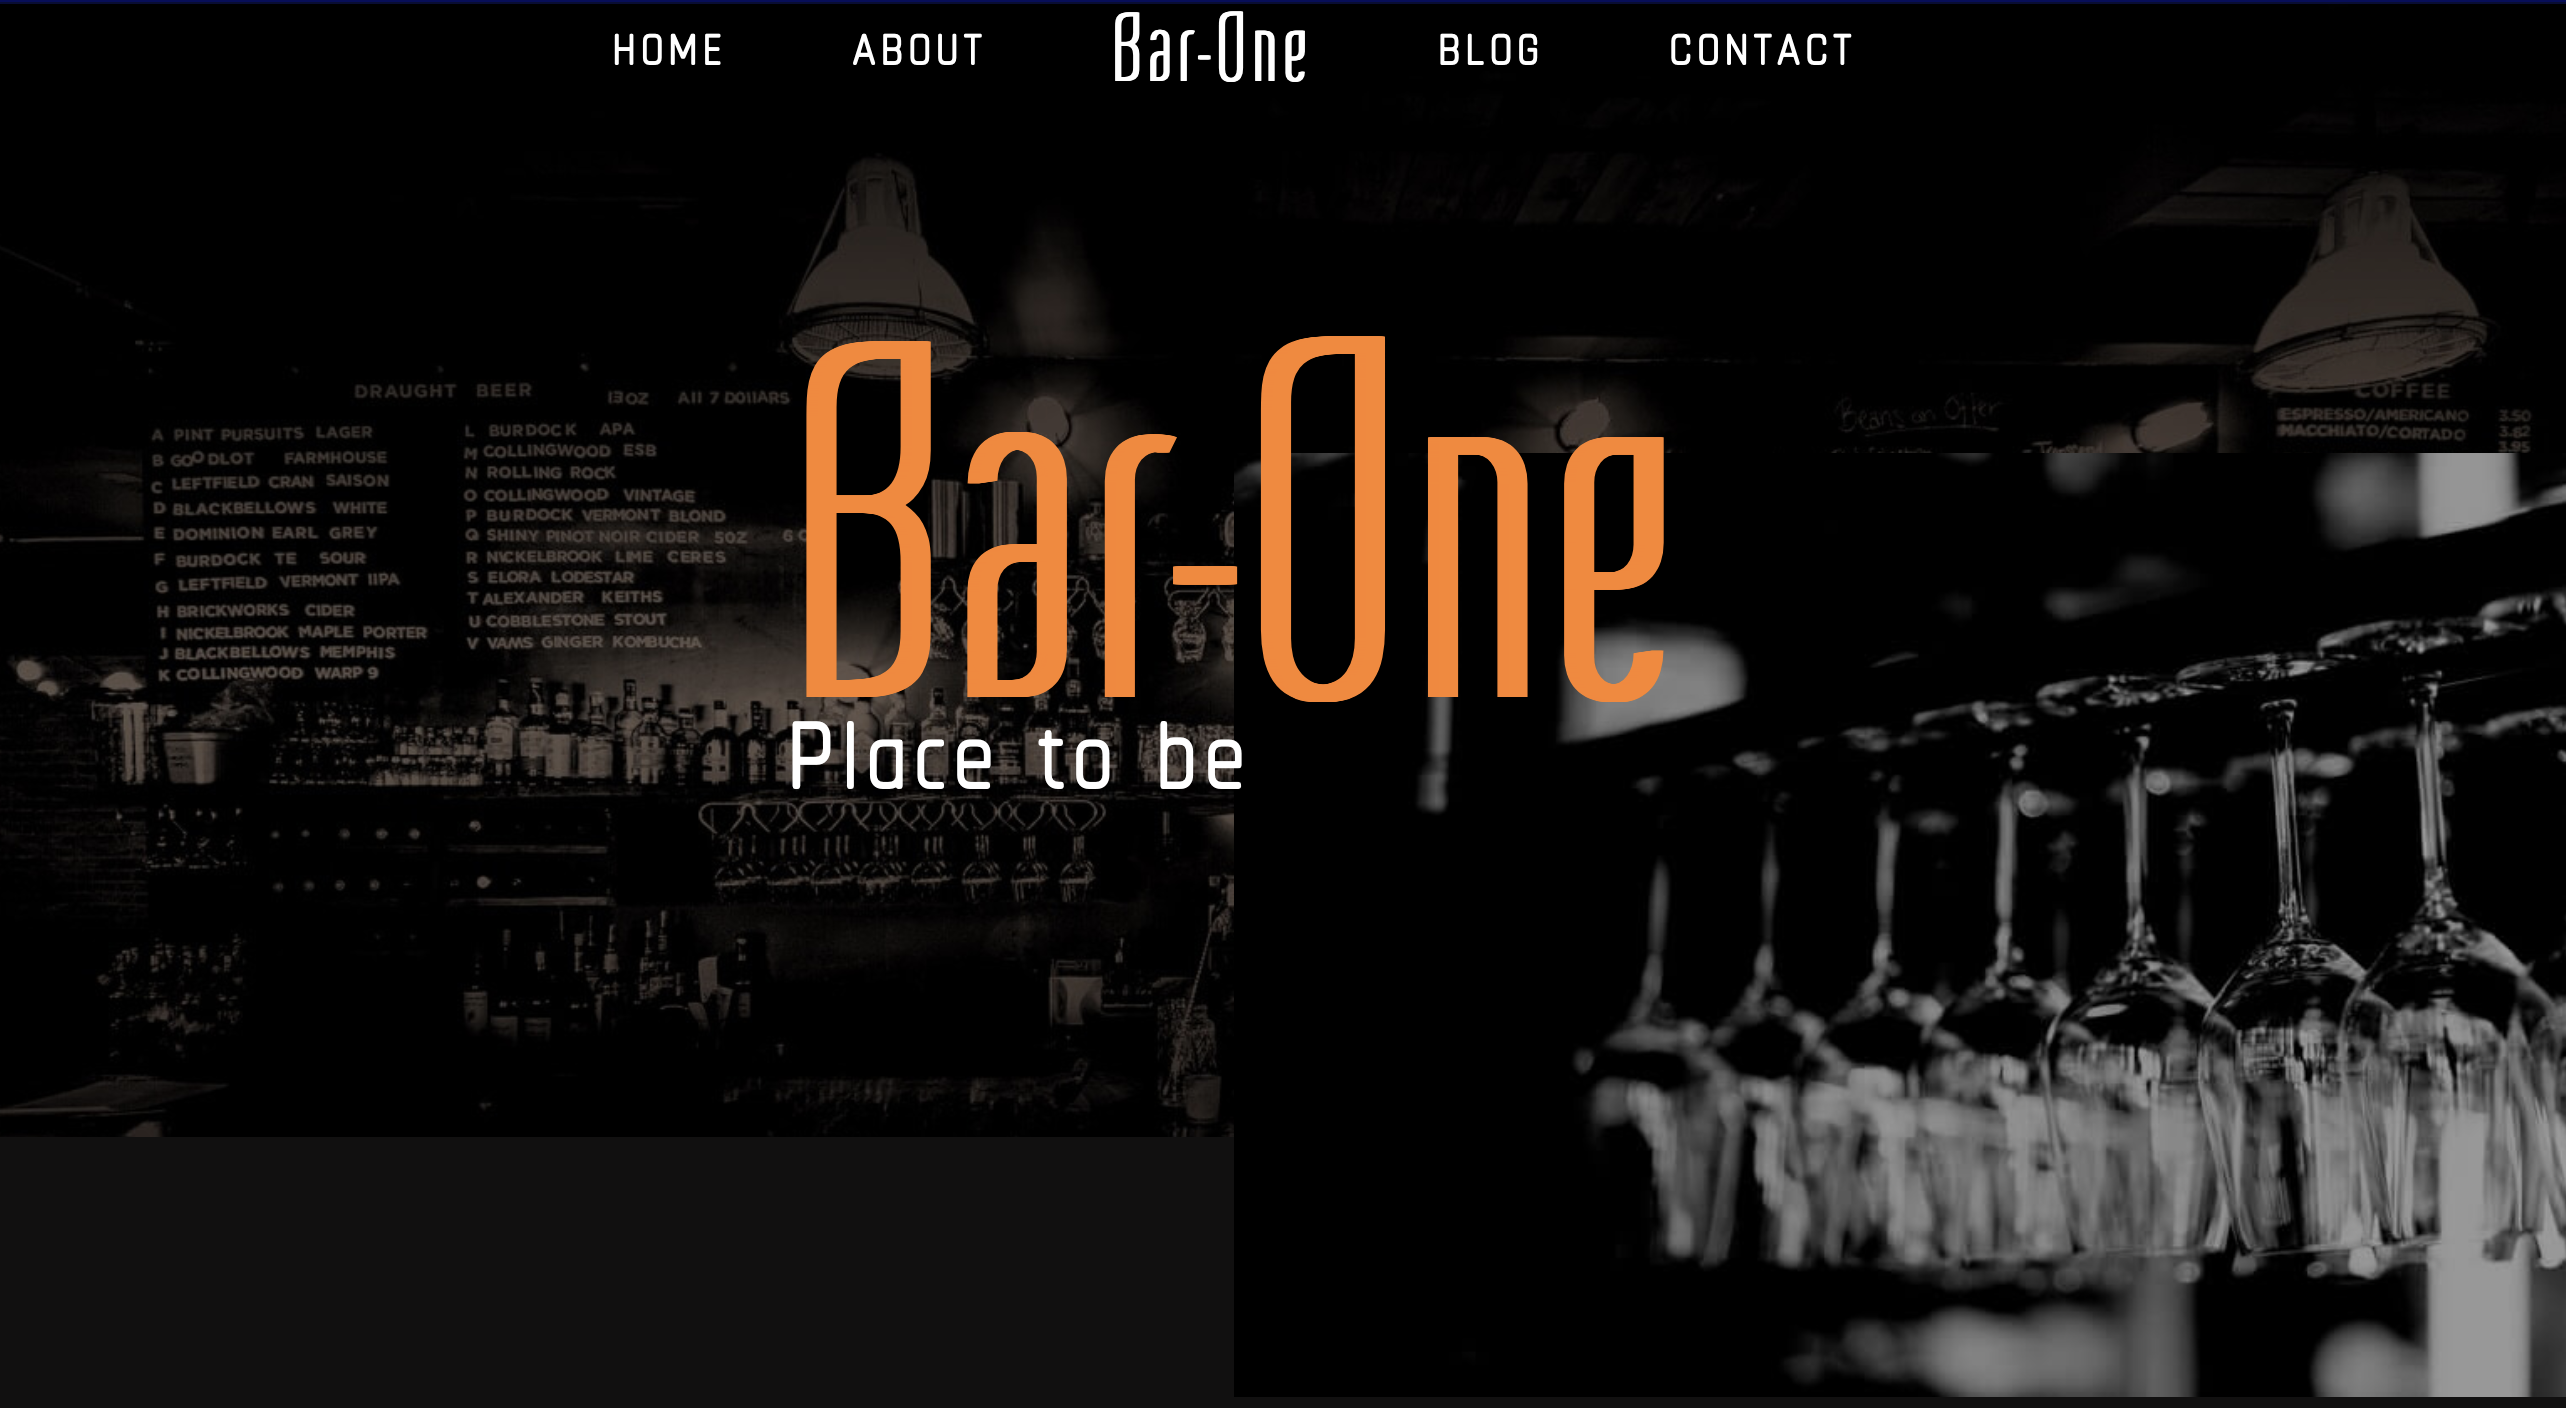 HOME ABOUT Bar-One BLOG CONTACT
Bar-One
Place to be
DRAUGHT BEER 13OZ All 7 DOllARS
A PINT PURSUITS LAGER
B GOODLOT FARMHOUSE
C LEFTFIELD CRAN SAISON
D BLACKBELLOWS WHITE
E DOMINION EARL GREY
F BURDOCK TE SOUR
G LEFTFIELD VERMONT IIPA
H BRICKWORKS CIDER
I NICKELBROOK MAPLE PORTER
J BLACKBELLOWS MEMPHIS
K COLLINGWOOD WARP 9
L BURDOCK APA
M COLLINGWOOD ESB
N ROLLING ROCK
O COLLINGWOOD VINTAGE
P BURDOCK VERMONT BLOND
Q SHINY PINOT NOIR CIDER 5OZ 6
R NICKELBROOK LIME CERES
S ELORA LODESTAR
T ALEXANDER KEITHS
U COBBLESTONE STOUT
V VAMS GINGER KOMBUCHA
Beans on Offer
COFFEE
ESPRESSO/AMERICANO 3.50
MACCHIATO/CORTADO 3.62
3.95